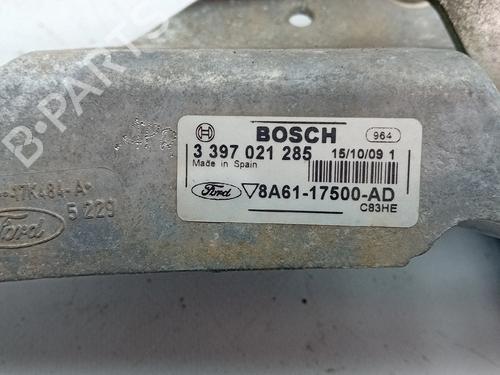 BOSCH
964
3 397 021 285
15/10/09 1
Made in Spain
Ford
8A61-17500-AD
C83HE
17K484-A
5 229
Ford
B-PARTS